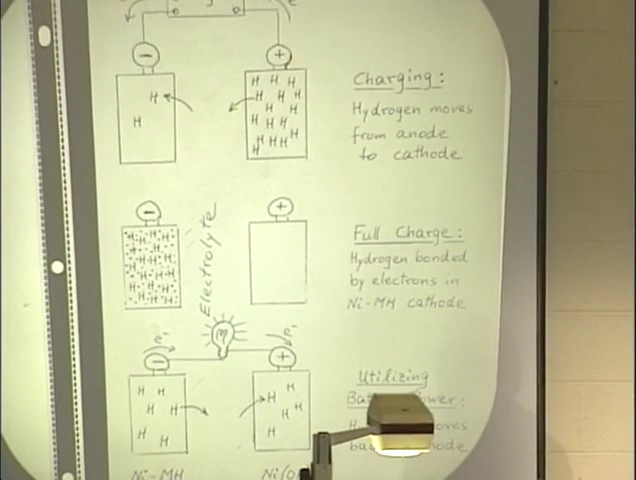 Charging:
Hydrogen moves
from anode
to cathode
Electrolyte
Full Charge:
Hydrogen bonded
by electrons in
Ni-MH cathode
Utilizing
Power:
Ni-MH